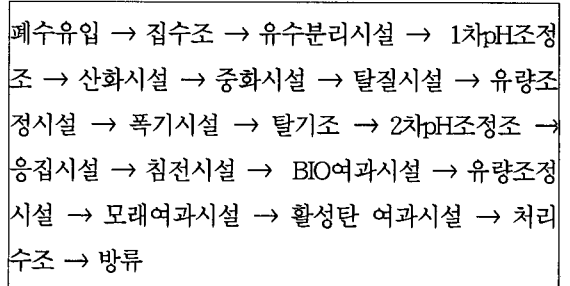 폐수유입 → 집수조 → 유수분리시설 → 1차pH조정
조 → 산화시설 → 중화시설 → 탈질시설 → 유량조
정시설 → 폭기시설 → 탈기조 → 2차pH조정조 →
응집시설 → 침전시설 → BIO여과시설 → 유량조정
시설 → 모래여과시설 → 활성탄 여과시설 → 처리
수조 → 방류